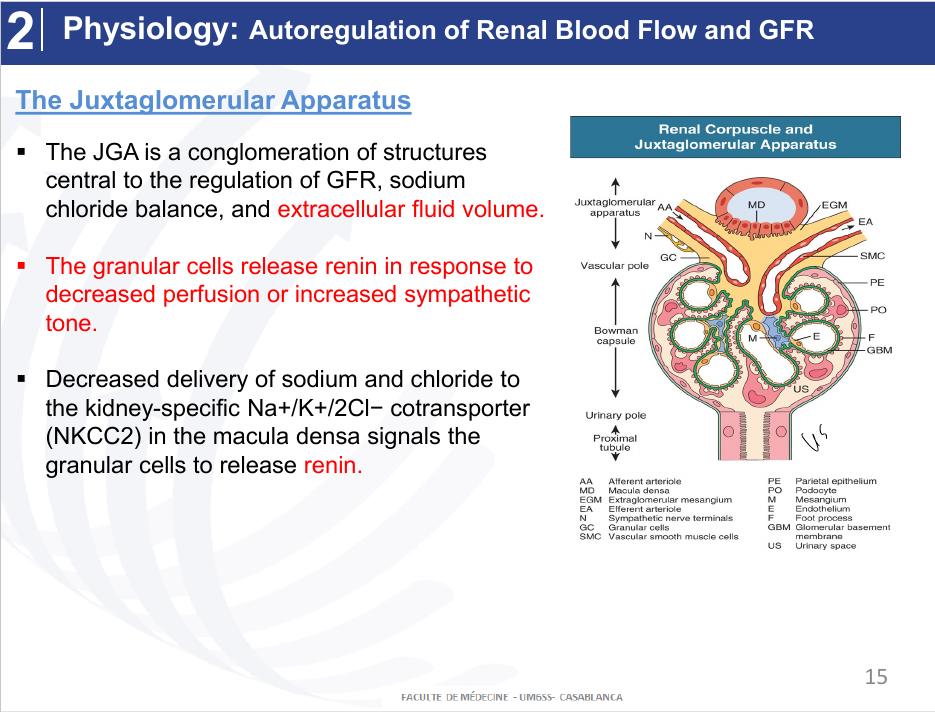 2
Physiology: Autoregulation of Renal Blood Flow and GFR
The Juxtaglomerular Apparatus
▪ The JGA is a conglomeration of structures
central to the regulation of GFR, sodium
chloride balance, and extracellular fluid volume.
▪ The granular cells release renin in response to
decreased perfusion or increased sympathetic
tone.
▪ Decreased delivery of sodium and chloride to
the kidney-specific Na+/K+/2Cl− cotransporter
(NKCC2) in the macula densa signals the
granular cells to release renin.
Renal Corpuscle and
Juxtaglomerular Apparatus
Juxtaglomerular
apparatus
AA
MD
EGM
EA
N
GC
SMC
Vascular pole
PE
PO
Bowman
capsule
M
E
F
GBM
US
Urinary pole
Proximal
tubule
US
AA Afferent arteriole
MD Macula densa
EGM Extraglomerular mesangium
EA Efferent arteriole
N Sympathetic nerve terminals
GC Granular cells
SMC Vascular smooth muscle cells
PE Parietal epithelium
PO Podocyte
M Mesangium
E Endothelium
F Foot process
GBM Glomerular basement
membrane
US Urinary space
15
FACULTE DE MÉDECINE - UM6SS- CASABLANCA